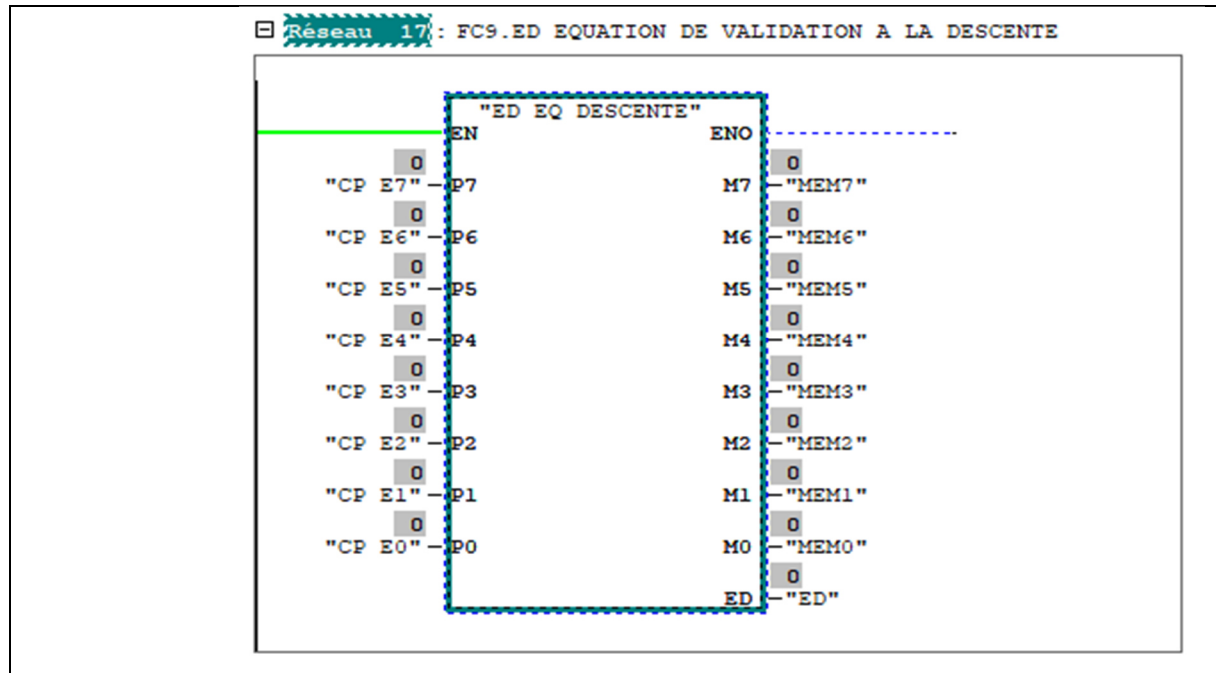 Réseau 17 : FC9.ED EQUATION DE VALIDATION A LA DESCENTE
"ED EQ DESCENTE"
EN ENO
0 0
"CP E7" P7 M7 "MEM7"
0 0
"CP E6" P6 M6 "MEM6"
0 0
"CP E5" P5 M5 "MEM5"
0 0
"CP E4" P4 M4 "MEM4"
0 0
"CP E3" P3 M3 "MEM3"
0 0
"CP E2" P2 M2 "MEM2"
0 0
"CP E1" P1 M1 "MEM1"
0 0
"CP E0" P0 M0 "MEM0"
0
ED "ED"